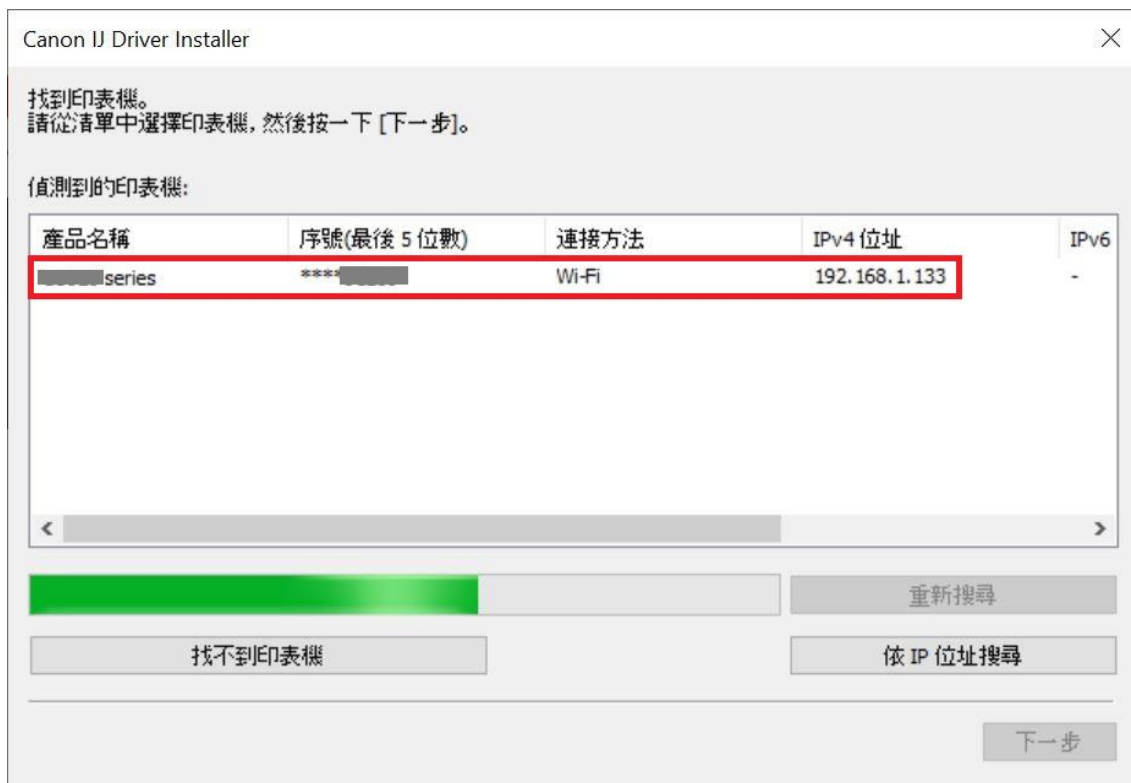 Canon IJ Driver Installer
找到印表機。
請從清單中選擇印表機, 然後按一下 [下一步]。
偵測到的印表機:
產品名稱 序號(最後 5 位數) 連接方法 IPv4 位址 IPv6
series **** Wi-Fi 192.168.1.133 -
重新搜尋
找不到印表機 依 IP 位址搜尋
下一步